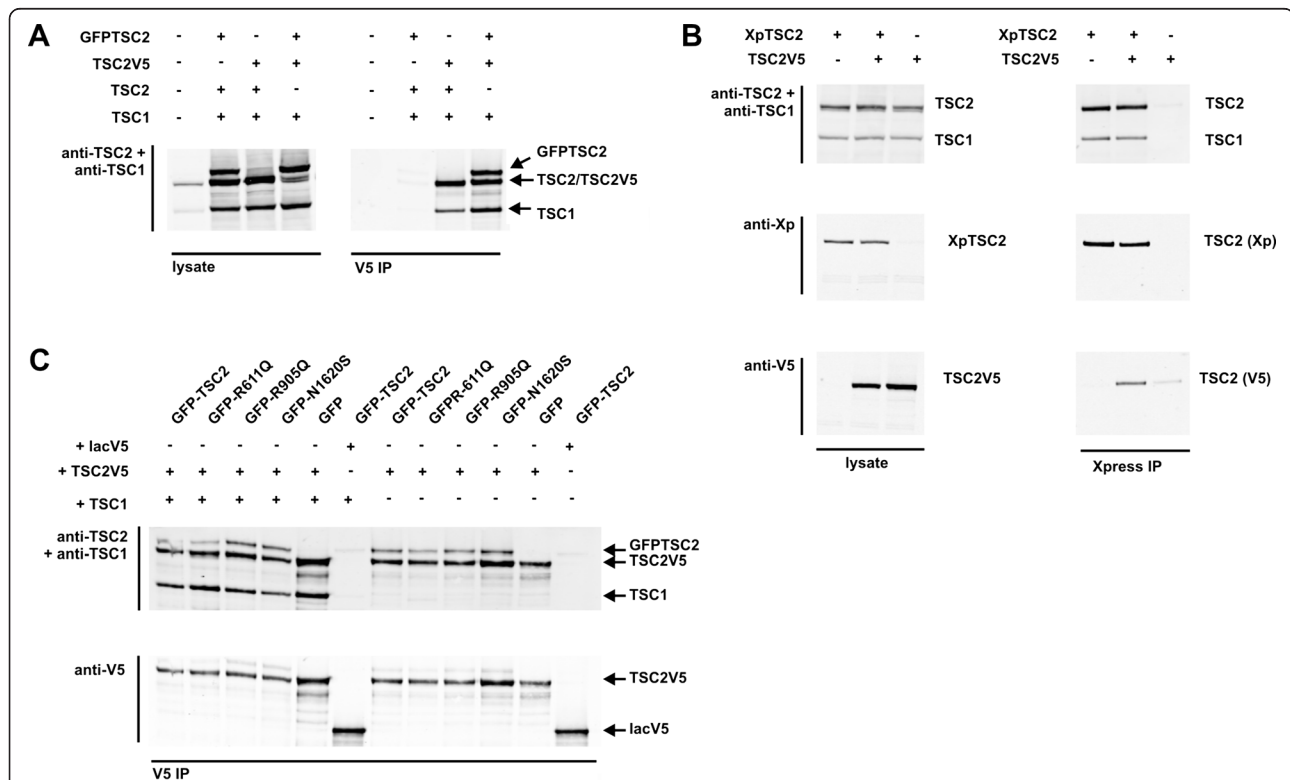 A
GFPTSC2 - + - + - + - +
TSC2V5 - - + + - - + +
TSC2 - + + - - + + -
TSC1 - + + + - + + +
anti-TSC2 +
anti-TSC1
GFPTSC2
TSC2/TSC2V5
TSC1
lysate
V5 IP
B
XpTSC2 + + - XpTSC2 + + -
TSC2V5 - + + TSC2V5 - + +
anti-TSC2 +
anti-TSC1
TSC2 TSC2
TSC1 TSC1
anti-Xp
XpTSC2 TSC2 (Xp)
anti-V5
TSC2V5 TSC2 (V5)
lysate
Xpress IP
C
GFP-TSC2 GFP-R611Q GFP-R905Q GFP-N1620S GFP GFP-TSC2 GFP-TSC2 GFPR-611Q GFP-R905Q GFP-N1620S GFP GFP-TSC2
+ lacV5 - - - - - + - - - - - +
+ TSC2V5 + + + + + - + + + + + -
+ TSC1 + + + + + + - - - - - -
anti-TSC2
+ anti-TSC1
GFPTSC2
TSC2V5
TSC1
anti-V5
TSC2V5
lacV5
V5 IP